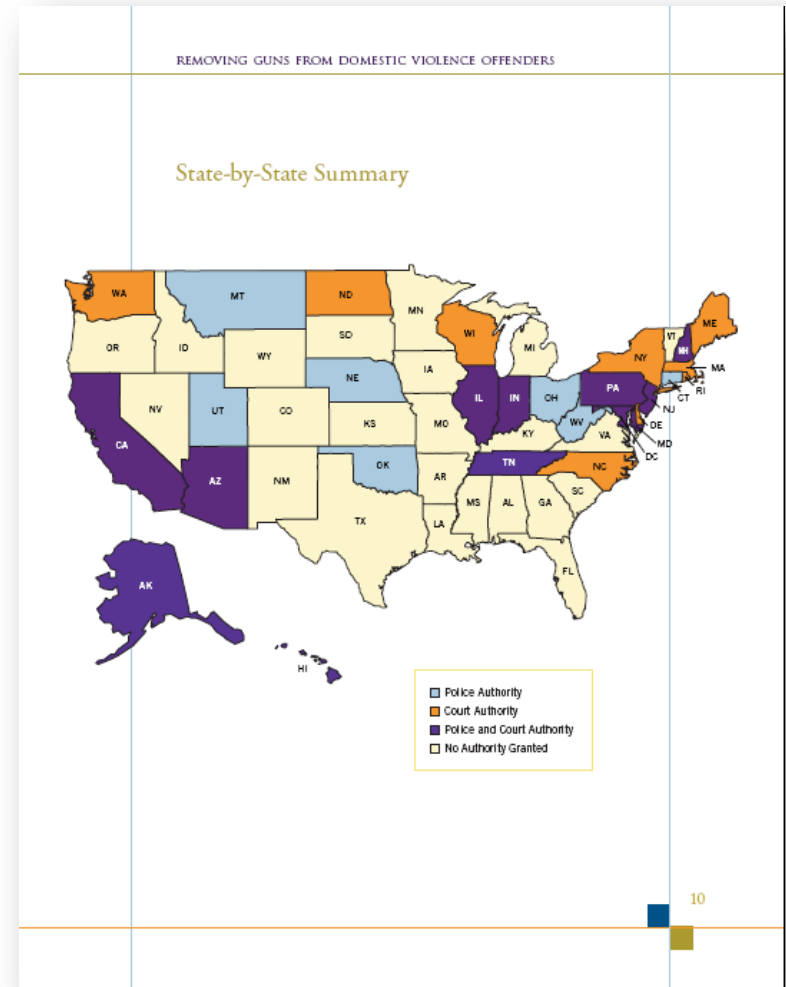 REMOVING GUNS FROM DOMESTIC VIOLENCE OFFENDERS
State-by-State Summary
WA
MT
ND
MN
OR
ID
WY
SD
WI
MI
NY
VT
NH
ME
MA
RI
CT
NV
UT
CO
NE
IA
IL
IN
OH
PA
NJ
DE
MD
DC
WV
VA
KY
CA
AZ
NM
KS
MO
OK
AR
TN
NC
SC
TX
LA
MS
AL
GA
FL
AK
HI
Police Authority
Court Authority
Police and Court Authority
No Authority Granted
10